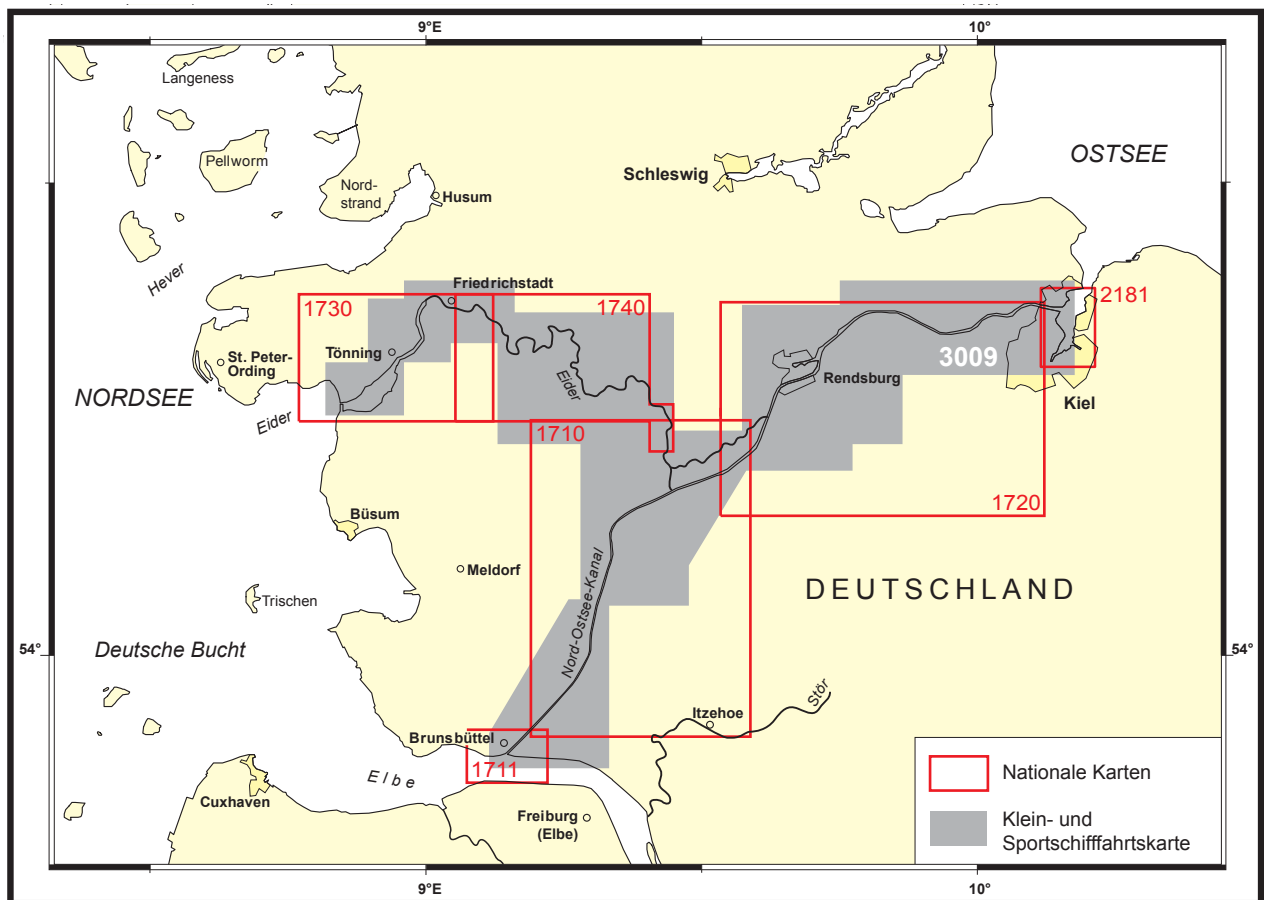 9°E
10°
Langeness
OSTSEE
Pellworm
Schleswig
Nord-
strand
Husum
Hever
Friedrichstadt
1730
1740
2181
Tönning
St. Peter-
Ording
3009
Rendsburg
NORDSEE
Eider
Eider
Kiel
1710
1720
Büsum
Meldorf
DEUTSCHLAND
Trischen
Nord-Ostsee-Kanal
54°
Deutsche Bucht
54°
Stör
Itzehoe
Brunsbüttel
1711
Elbe
Cuxhaven
Freiburg
(Elbe)
Nationale Karten
Klein- und
Sportschifffahrtskarte
9°E
10°